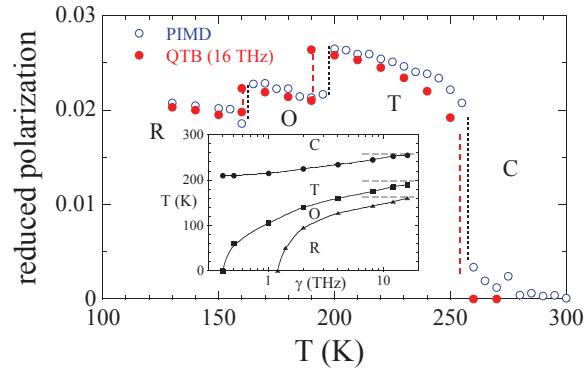 0.03
PIMD
QTB (16 THz)
0.02
R
O
T
C
300
C
200
T (K)
T
100
O
R
0
1
γ (THz)
10
0.01
0
reduced polarization
100
150
200
250
300
T (K)